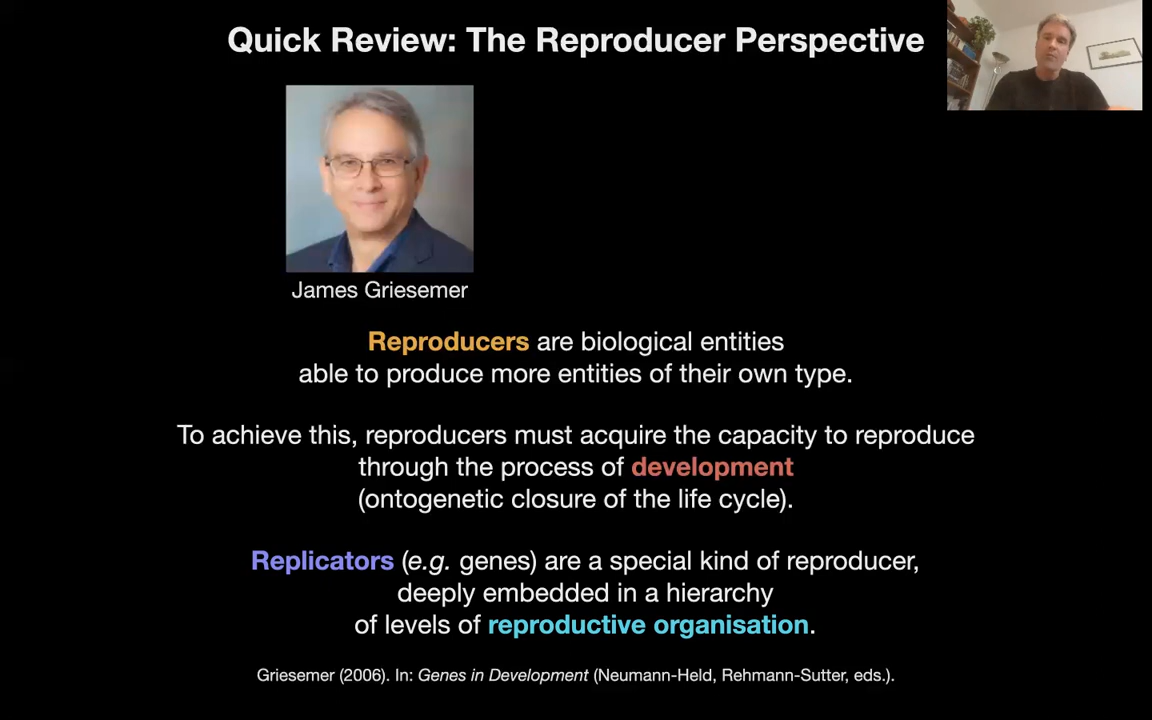 Quick Review: The Reproducer Perspective
James Griesemer
Reproducers are biological entities
able to produce more entities of their own type.
To achieve this, reproducers must acquire the capacity to reproduce
through the process of development
(ontogenetic closure of the life cycle).
Replicators (e.g. genes) are a special kind of reproducer,
deeply embedded in a hierarchy
of levels of reproductive organisation.
Griesemer (2006). In: Genes in Development (Neumann-Held, Rehmann-Sutter, eds.).